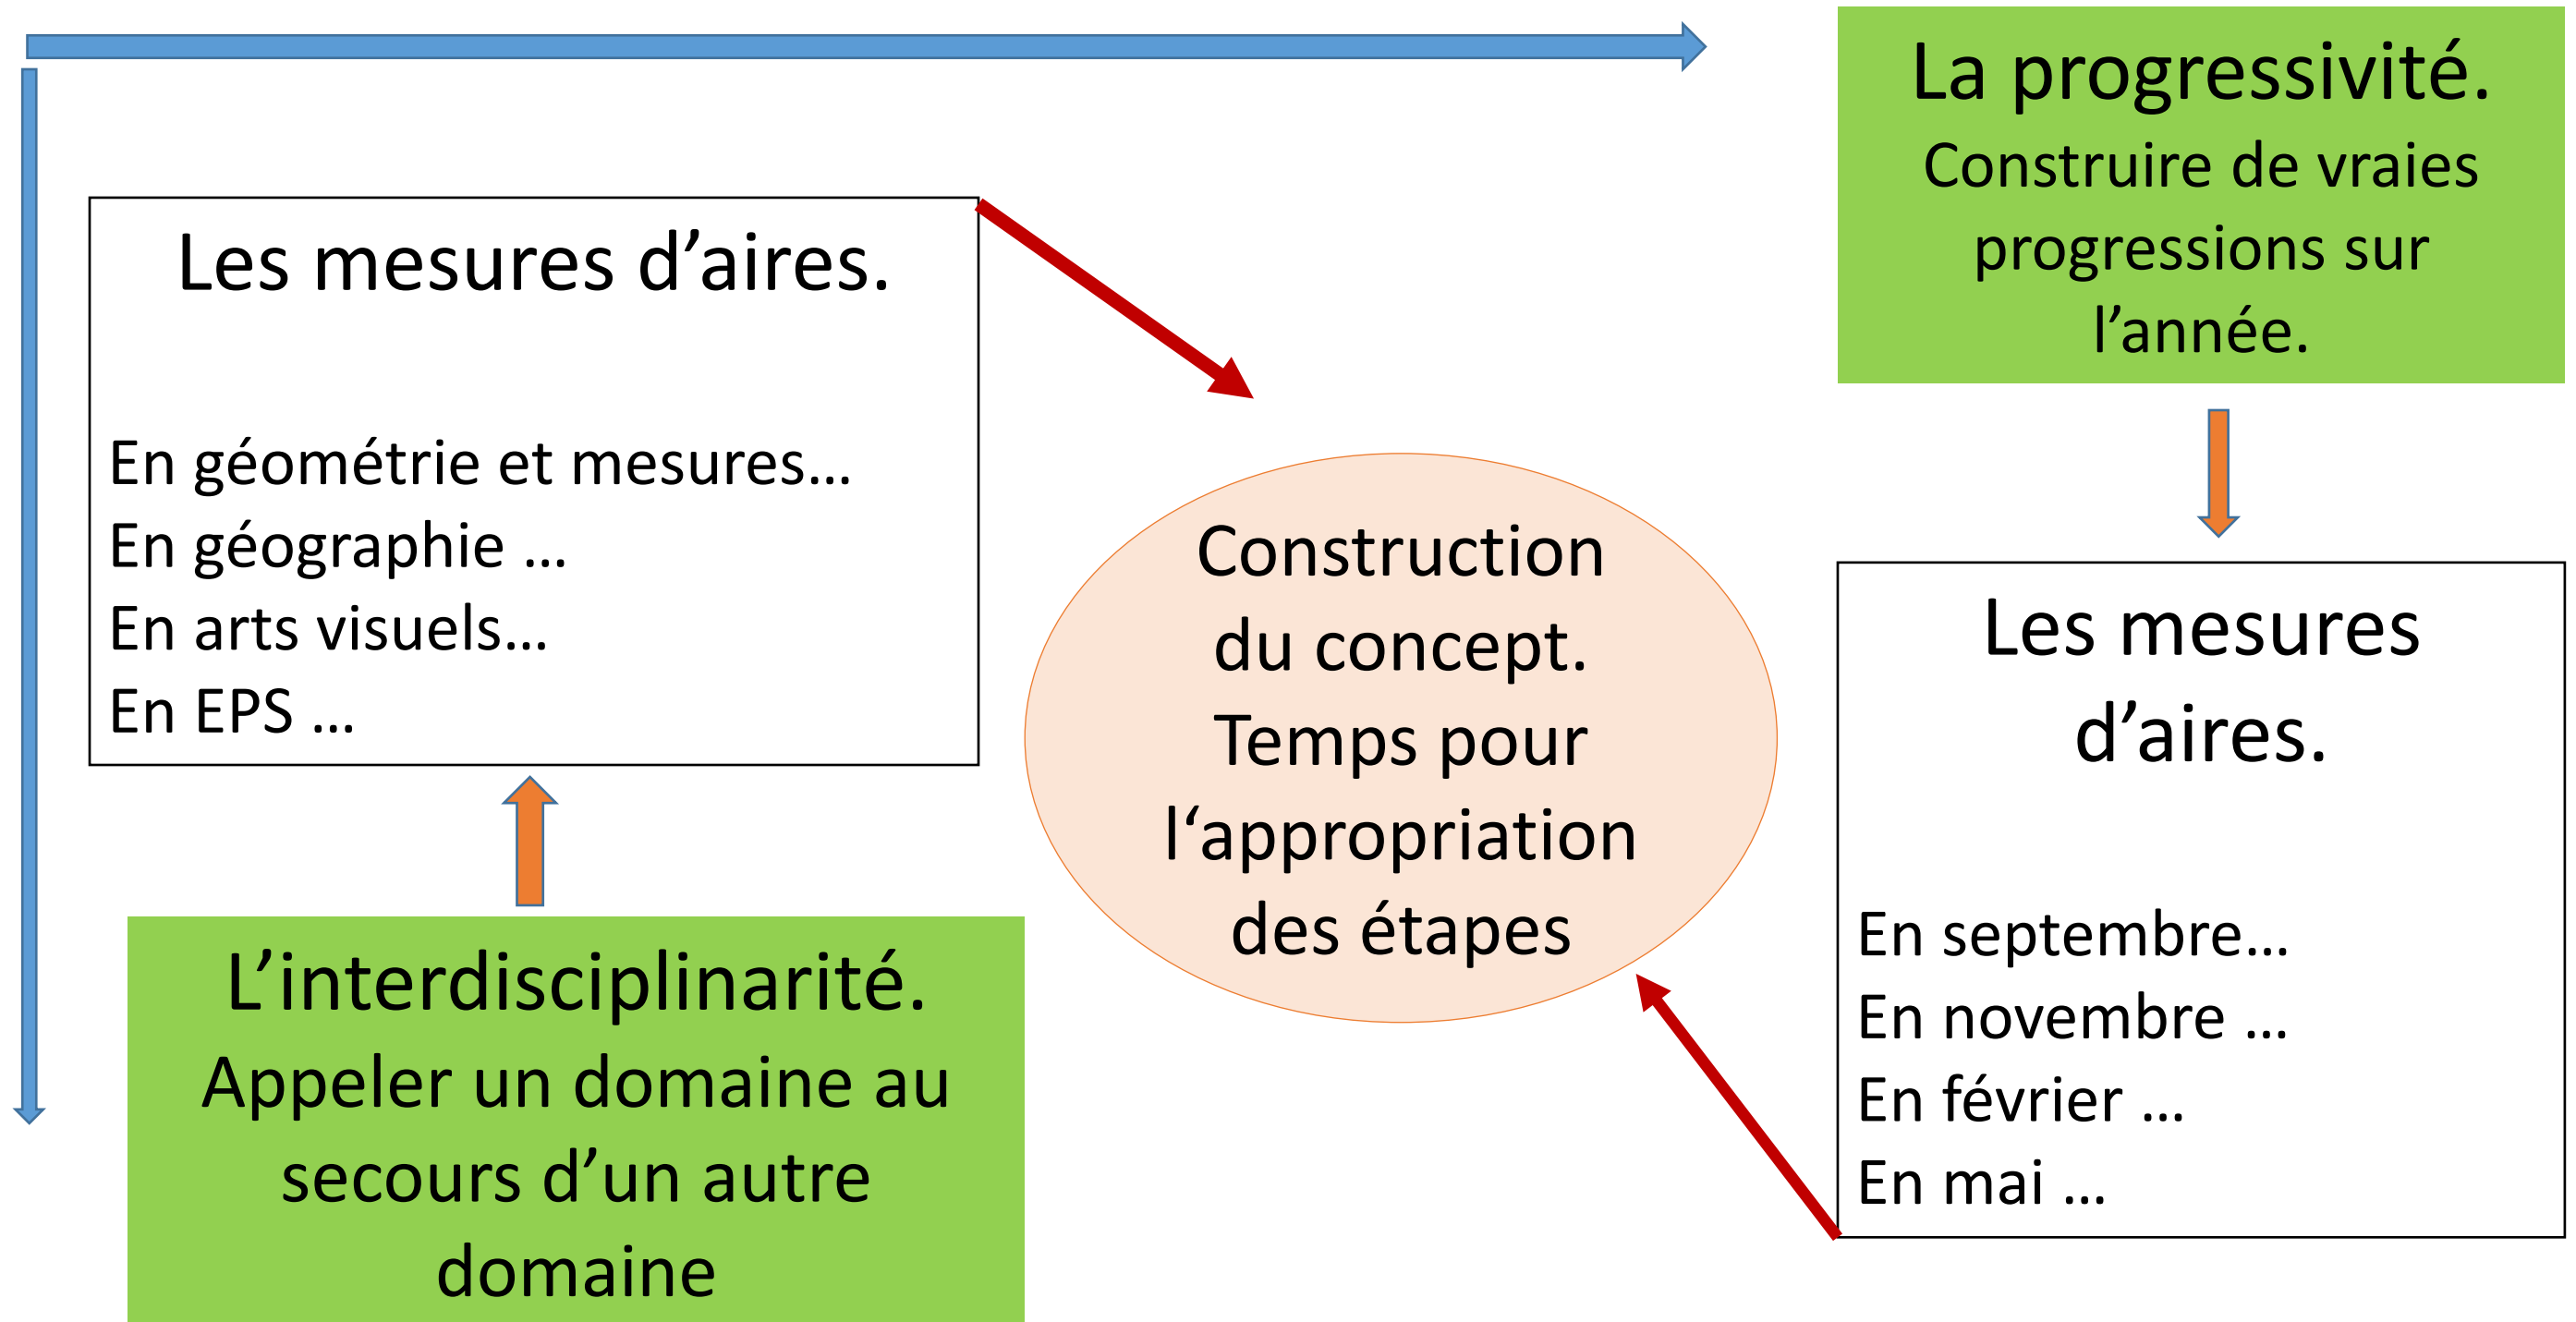 Les mesures d’aires.
En géométrie et mesures…
En géographie …
En arts visuels…
En EPS …
L’interdisciplinarité.
Appeler un domaine au
secours d’un autre
domaine
Construction
du concept.
Temps pour
l‘appropriation
des étapes
La progressivité.
Construire de vraies
progressions sur
l’année.
Les mesures
d’aires.
En septembre…
En novembre …
En février …
En mai …